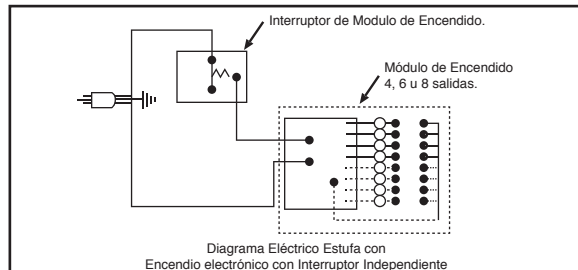 Interruptor de Modulo de Encendido.
Módulo de Encendido
4, 6 u 8 salidas.
Diagrama Eléctrico Estufa con
Encendio electrónico con Interruptor Independiente